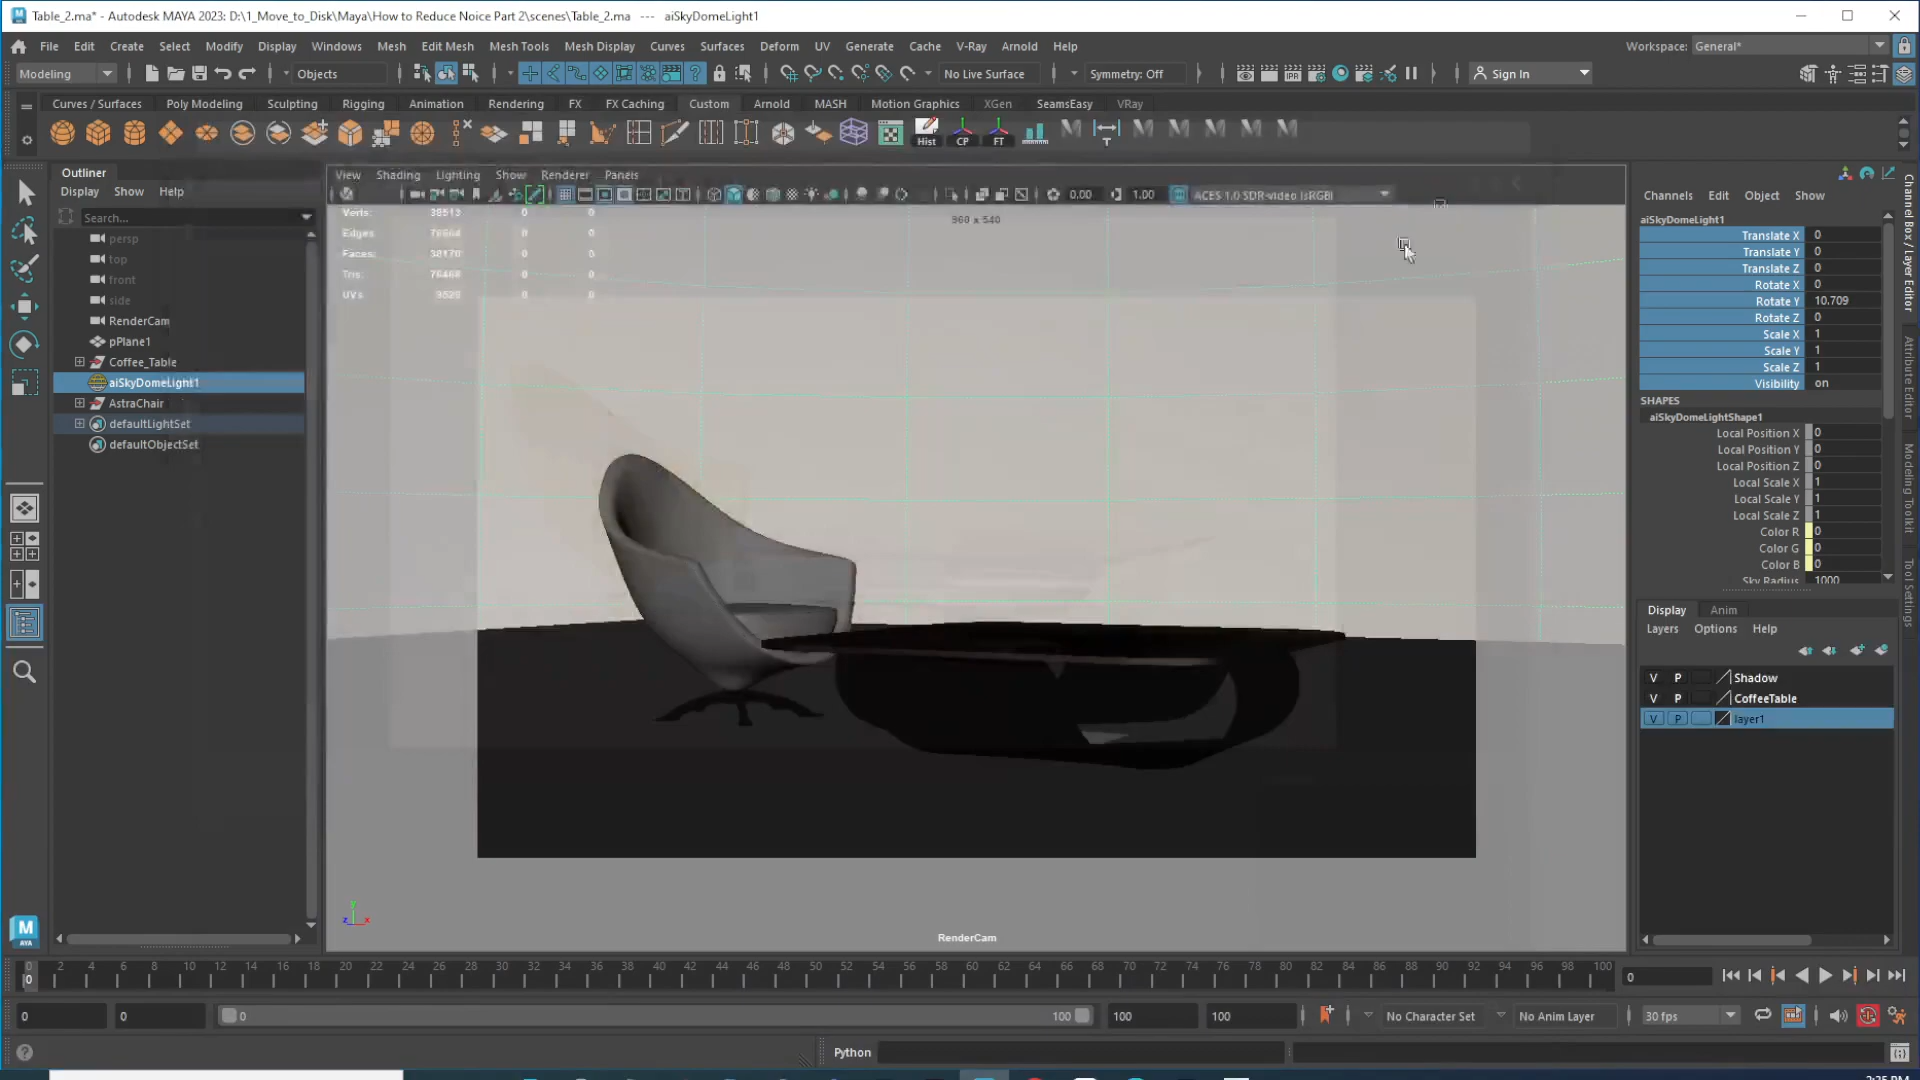 Table_2.ma* - Autodesk MAYA 2023: D:\1_Move_to_Disk\Maya\How to Reduce Noice Part 2\scenes\Table_2.ma --- aiSkyDomeLight1
File Edit Create Select Modify Display Windows Mesh Edit Mesh Mesh Tools Mesh Display Curves Surfaces Deform UV Generate Cache V-Ray Arnold Help
Workspace: General*
Modeling Objects No Live Surface Symmetry: Off Sign In
Curves / Surfaces Poly Modeling Sculpting Rigging Animation Rendering FX FX Caching Custom Arnold MASH Motion Graphics XGen SeamsEasy VRay
IPR
Hist CP FT
Outliner
Display Show Help
Search...
persp
top
front
side
RenderCam
pPlane1
Coffee_Table
aiSkyDomeLight1
AstraChair
defaultLightSet
defaultObjectSet
View Shading Lighting Show Renderer Panels
0.00 1.00 ACES 1.0 SDR-video (sRGB)
960 x 540
Verts: 38513 0 0
Edges: 0 0
Faces: 0 0
Tris: 0 0
UVs 0 0
y
z x
RenderCam
Channels Edit Object Show
aiSkyDomeLight1
Translate X 0
Translate Y 0
Translate Z 0
Rotate X 0
Rotate Y 10.709
Rotate Z 0
Scale X 1
Scale Y 1
Scale Z 1
Visibility on
SHAPES
aiSkyDomeLightShape1
Local Position X 0
Local Position Y 0
Local Position Z 0
Local Scale X 1
Local Scale Y 1
Local Scale Z 1
Color R 0
Color G 0
Color B 0
Sky Radius 1000
Display Anim
Layers Options Help
V P Shadow
V P CoffeeTable
V P layer1
Channel Box / Layer Editor
Attribute Editor
Modeling Toolkit
Tool Settings
M
AYA
0 2 4 6 8 10 12 14 16 18 20 22 24 26 28 30 32 34 36 38 40 42 44 46 48 50 52 54 56 58 60 62 64 66 68 70 72 74 76 78 80 82 84 86 88 90 92 94 96 98 100
0 0
0 0 0 100 100 100 No Character Set No Anim Layer 30 fps
Python